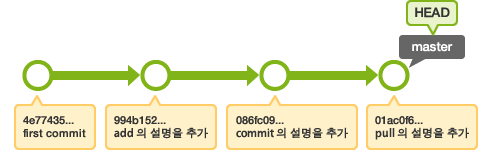 HEAD
master
4e77435...
first commit
994b152...
add 의 설명을 추가
086fc09...
commit 의 설명을 추가
01ac0f6...
pull 의 설명을 추가